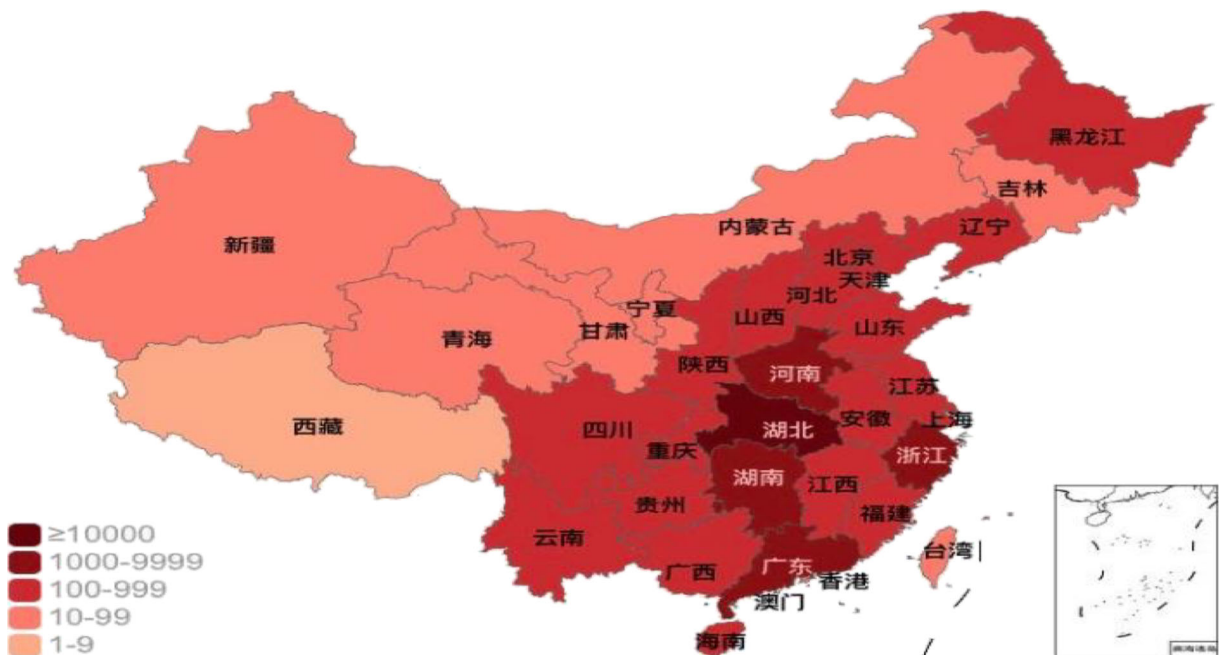 黑龙江
吉林
辽宁
内蒙古
新疆
北京
天津
河北
宁夏
山西
山东
甘肃
青海
陕西
河南
江苏
西藏
四川
湖北
安徽
上海
重庆
浙江
湖南
江西
贵州
福建
云南
台湾
广西
广东
香港
澳门
海南
≥10000
1000-9999
100-999
10-99
1-9
南海诸岛